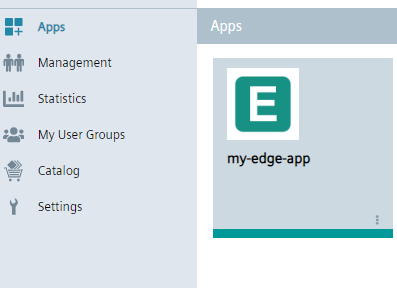 Apps
Management
Statistics
My User Groups
Catalog
Settings
Apps
E
my-edge-app